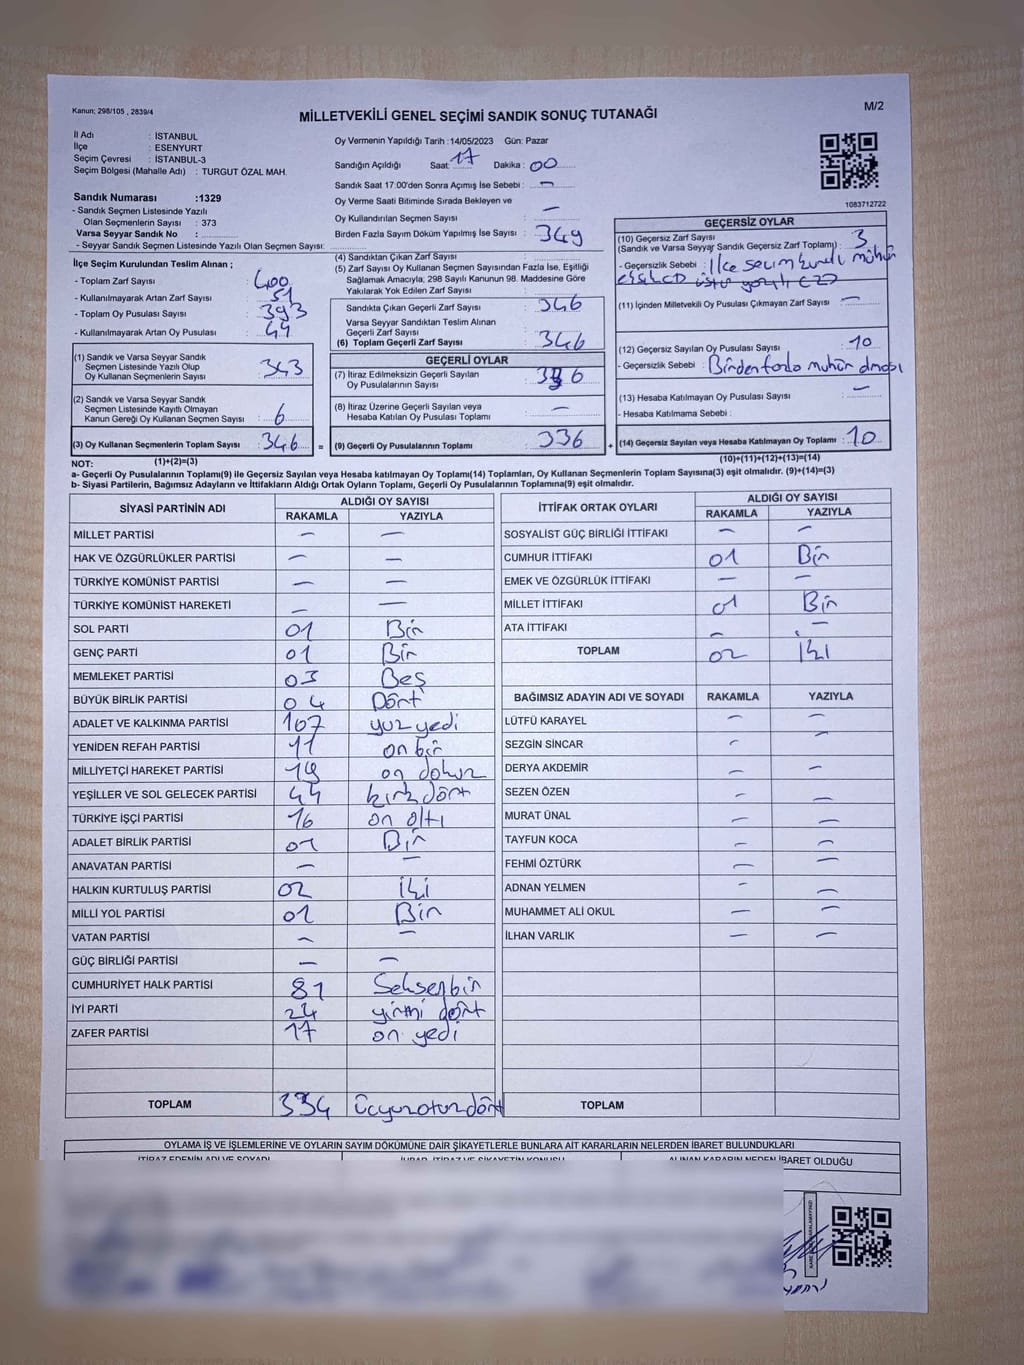 Kanun; 298/105 , 2839/4
M/2
MİLLETVEKİLİ GENEL SEÇİMİ SANDIK SONUÇ TUTANAĞI
İl Adı : İSTANBUL
İlçe : ESENYURT
Seçim Çevresi : İSTANBUL-3
Seçim Bölgesi (Mahalle Adı) : TURGUT ÖZAL MAH.
Sandık Numarası :1329
- Sandık Seçmen Listesinde Yazılı
Olan Seçmenlerin Sayısı : 373
Varsa Seyyar Sandık No :
- Seyyar Sandık Seçmen Listesinde Yazılı Olan Seçmen Sayısı:
Oy Vermenin Yapıldığı Tarih : 14/05/2023 Gün: Pazar
Sandığın Açıldığı Saat: 17 Dakika : 00
Sandık Saat 17:00'den Sonra Açımış İse Sebebi : —
Oy Verme Saati Bitiminde Sırada Bekleyen ve
Oy Kullandırılan Seçmen Sayısı : —
Birden Fazla Sayım Döküm Yapılmış İse Sayısı : 349
1083712722
İlçe Seçim Kurulundan Teslim Alınan ;
- Toplam Zarf Sayısı : 400
- Kullanılmayarak Artan Zarf Sayısı : 51
- Toplam Oy Pusulası Sayısı : 393
- Kullanılmayarak Artan Oy Pusulası : 44
(1) Sandık ve Varsa Seyyar Sandık
Seçmen Listesinde Yazılı Olup
Oy Kullanan Seçmenlerin Sayısı : 343
(2) Sandık ve Varsa Seyyar Sandık
Seçmen Listesinde Kayıtlı Olmayan
Kanun Gereği Oy Kullanan Seçmen Sayısı : 6
(3) Oy Kullanan Seçmenlerin Toplam Sayısı : 346 =
(4) Sandıktan Çıkan Zarf Sayısı :
(5) Zarf Sayısı Oy Kullanan Seçmen Sayısından Fazla İse, Eşitliği
Sağlamak Amacıyla, 298 Sayılı Kanunun 98. Maddesine Göre
Yakılarak Yok Edilen Zarf Sayısı :
Sandıkta Çıkan Geçerli Zarf Sayısı : 346
Varsa Seyyar Sandıktan Teslim Alınan
Geçerli Zarf Sayısı :
(6) Toplam Geçerli Zarf Sayısı : 346
GEÇERLİ OYLAR
(7) İtiraz Edilmeksizin Geçerli Sayılan
Oy Pusulalarının Sayısı : 336
(8) İtiraz Üzerine Geçerli Sayılan veya
Hesaba Katılan Oy Pusulası Toplamı : —
(9) Geçerli Oy Pusulalarının Toplamı : 336 +
GEÇERSİZ OYLAR
(10) Geçersiz Zarf Sayısı : 3
(Sandık ve Varsa Seyyar Sandık Geçersiz Zarf Toplamı)
- Geçersizlik Sebebi : İlçe seçim kurulu mühür
(11) İçinden Milletvekili Oy Pusulası Çıkmayan Zarf Sayısı : —
(12) Geçersiz Sayılan Oy Pusulası Sayısı : 10
- Geçersizlik Sebebi : Birden fazla mühür olması
(13) Hesaba Katılmayan Oy Pusulası Sayısı : —
- Hesaba Katılmama Sebebi :
(14) Geçersiz Sayılan veya Hesaba Katılmayan Oy Toplamı : 10
NOT: (1)+(2)=(3) (10)+(11)+(12)+(13)=(14)
a- Geçerli Oy Pusulalarının Toplamı(9) ile Geçersiz Sayılan veya Hesaba katılmayan Oy Toplamı(14) Toplamları, Oy Kullanan Seçmenlerin Toplam Sayısına(3) eşit olmalıdır. (9)+(14)=(3)
b- Siyasi Partilerin, Bağımsız Adayların ve İttifakların Aldığı Ortak Oyların Toplamı, Geçerli Oy Pusulalarının Toplamına(9) eşit olmalıdır.
SİYASİ PARTİNİN ADI ALDIĞI OY SAYISI
RAKAMLA YAZIYLA
MİLLET PARTİSİ — —
HAK VE ÖZGÜRLÜKLER PARTİSİ — —
TÜRKİYE KOMÜNİST PARTİSİ — —
TÜRKİYE KOMÜNİST HAREKETİ — —
SOL PARTİ 01 Bir
GENÇ PARTİ 01 Bir
MEMLEKET PARTİSİ 05 Beş
BÜYÜK BİRLİK PARTİSİ 04 Dört
ADALET VE KALKINMA PARTİSİ 107 yüz yedi
YENİDEN REFAH PARTİSİ 11 on bir
MİLLİYETÇİ HAREKET PARTİSİ 19 on dokuz
YEŞİLLER VE SOL GELECEK PARTİSİ 44 kırk dört
TÜRKİYE İŞÇİ PARTİSİ 16 on altı
ADALET BİRLİK PARTİSİ 01 Bir
ANAVATAN PARTİSİ — —
HALKIN KURTULUŞ PARTİSİ 02 İki
MİLLİ YOL PARTİSİ 01 Bir
VATAN PARTİSİ — —
GÜÇ BİRLİĞİ PARTİSİ — —
CUMHURİYET HALK PARTİSİ 81 Seksenbir
İYİ PARTİ 24 yirmi dört
ZAFER PARTİSİ 17 on yedi
TOPLAM 334 Üçyüzotuzdört
İTTİFAK ORTAK OYLARI ALDIĞI OY SAYISI
RAKAMLA YAZIYLA
SOSYALİST GÜÇ BİRLİĞİ İTTİFAKI — —
CUMHUR İTTİFAKI 01 Bir
EMEK VE ÖZGÜRLÜK İTTİFAKI — —
MİLLET İTTİFAKI 01 Bir
ATA İTTİFAKI — —
TOPLAM 02 İki
BAĞIMSIZ ADAYIN ADI VE SOYADI RAKAMLA YAZIYLA
LÜTFÜ KARAYEL — —
SEZGİN SİNCAR — —
DERYA AKDEMİR — —
SEZEN ÖZEN — —
MURAT ÜNAL — —
TAYFUN KOCA — —
FEHMİ ÖZTÜRK — —
ADNAN YELMEN — —
MUHAMMET ALİ OKUL — —
İLHAN VARLIK — —
TOPLAM
OYLAMA İŞ VE İŞLEMLERİNE VE OYLARIN SAYIM DÖKÜMÜNE DAİR ŞİKAYETLERLE BUNLARA AİT KARARLARIN NELERDEN İBARET BULUNDUKLARI
İTİRAZ EDENİN ADI VE SOYADI İHBAR, İTİRAZ VE ŞİKAYETİN KONUSU ALINAN KARARIN NEDEN İBARET OLDUĞU